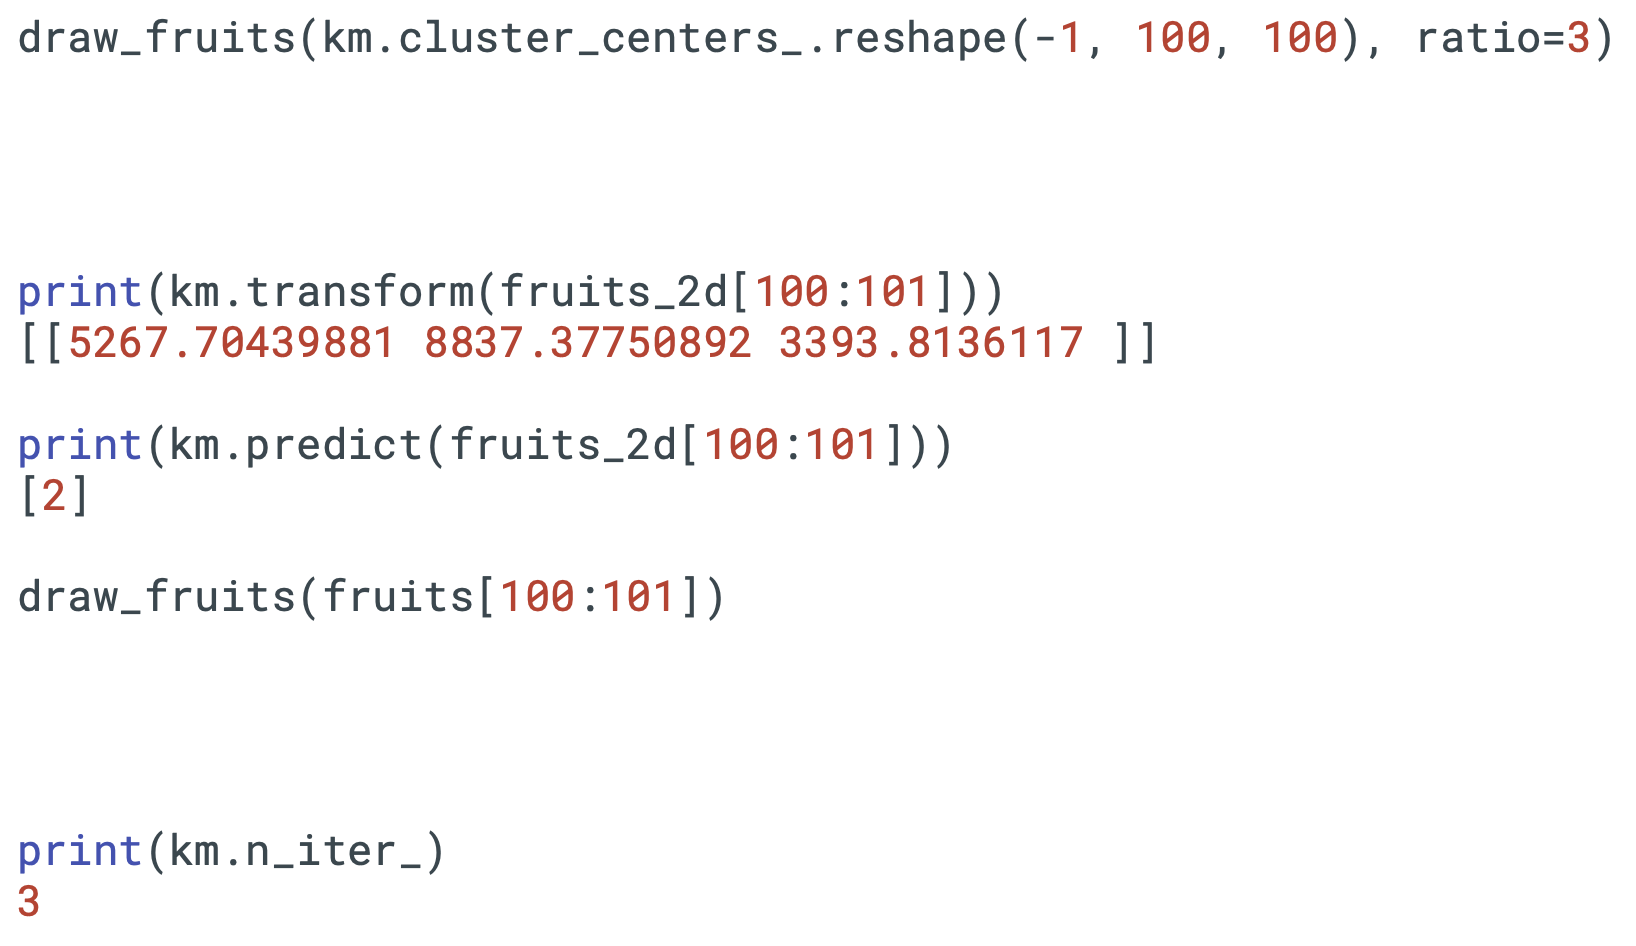 draw_fruits(km.cluster_centers_.reshape(-1, 100, 100), ratio=3)
print(km.transform(fruits_2d[100:101]))
[[5267.70439881 8837.37750892 3393.8136117 ]]
print(km.predict(fruits_2d[100:101]))
[2]
draw_fruits(fruits[100:101])
print(km.n_iter_)
3